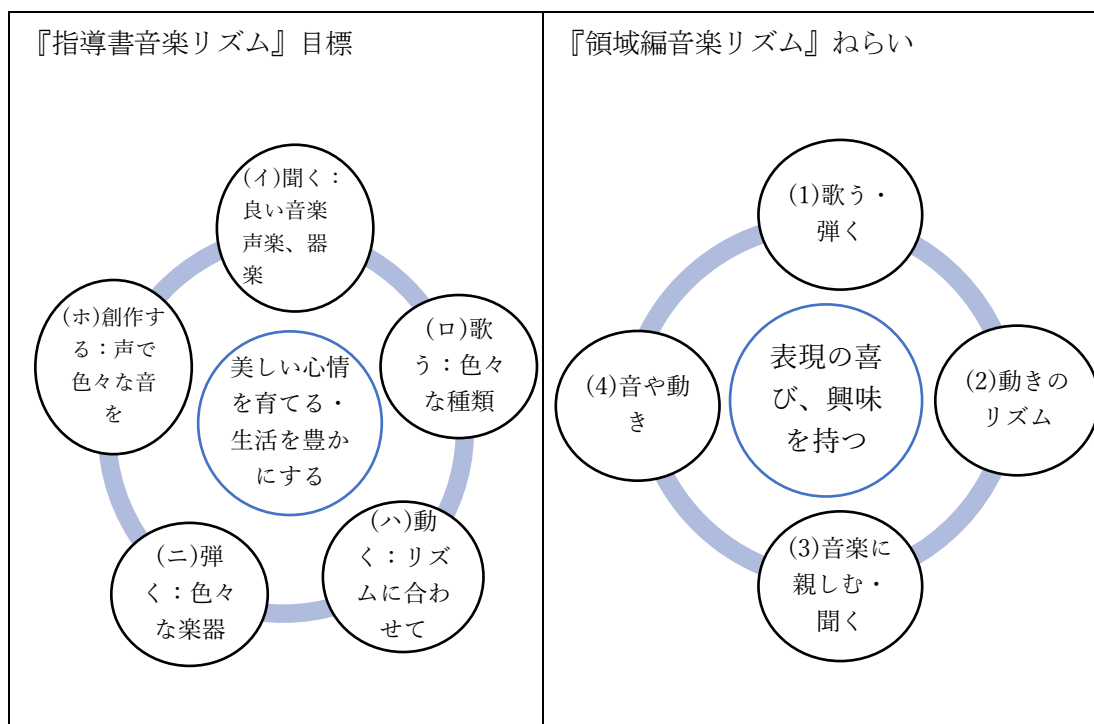 『指導書音楽リズム』目標
(イ)聞く：
良い音楽
声楽、器
楽
(ロ)歌
う：色々
な種類
(ハ)動
く：リズ
ムに合わ
せて
(ニ)弾
く：色々
な楽器
(ホ)創作す
る：声で
色々な音
を
美しい心情
を育てる・
生活を豊か
にする
『領域編音楽リズム』ねらい
(1)歌う・
弾く
(2)動きの
リズム
(3)音楽に
親しむ・
聞く
(4)音や動
き
表現の喜
び、興味
を持つ